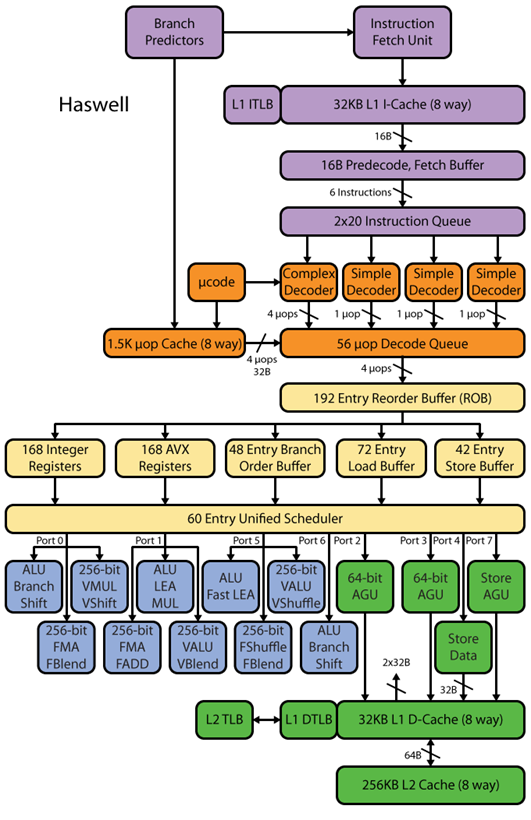 Branch
Predictors
Instruction
Fetch Unit
Haswell
L1 ITLB
32KB L1 I-Cache (8 way)
16B
16B Predecode, Fetch Buffer
6 Instructions
2x20 Instruction Queue
µcode
Complex
Decoder
Simple
Decoder
Simple
Decoder
Simple
Decoder
4 µops
1 µop
1 µop
1 µop
1.5K µop Cache (8 way)
4 µops
32B
56 µop Decode Queue
4 µops
192 Entry Reorder Buffer (ROB)
168 Integer
Registers
168 AVX
Registers
48 Entry Branch
Order Buffer
72 Entry
Load Buffer
42 Entry
Store Buffer
60 Entry Unified Scheduler
Port 0
Port 1
Port 5
Port 6
Port 2
Port 3
Port 4
Port 7
ALU
Branch
Shift
256-bit
VMUL
VShift
ALU
LEA
MUL
ALU
Fast LEA
256-bit
VALU
VShuffle
64-bit
AGU
64-bit
AGU
Store
AGU
256-bit
FMA
FBlend
256-bit
FMA
FADD
256-bit
VALU
VBlend
256-bit
FShuffle
FBlend
ALU
Branch
Shift
Store
Data
2x32B
32B
L2 TLB
L1 DTLB
32KB L1 D-Cache (8 way)
64B
256KB L2 Cache (8 way)